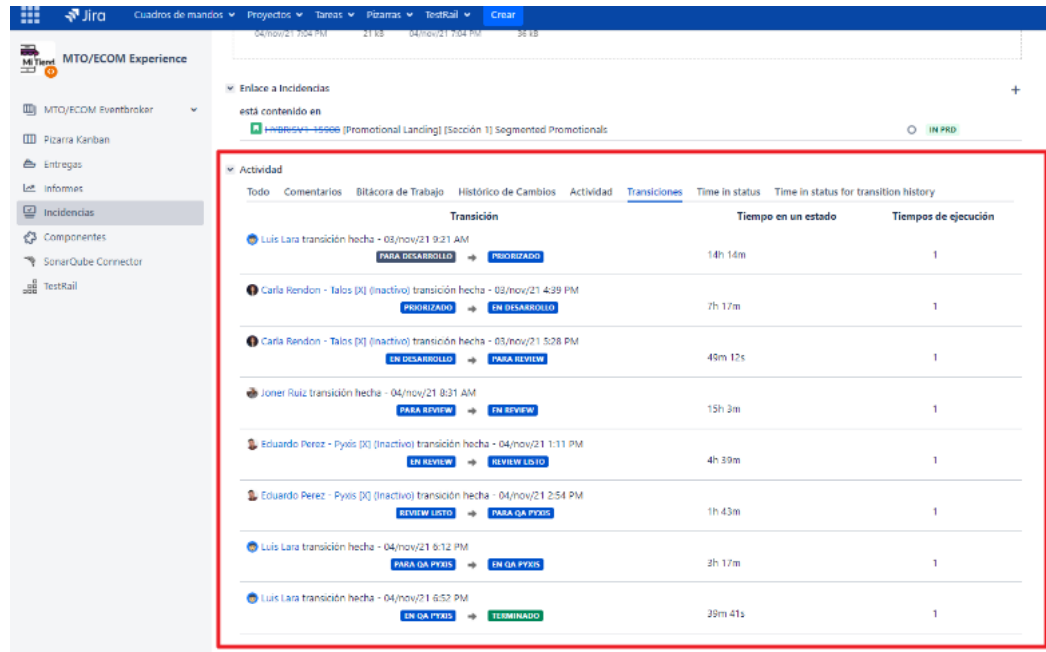 Jira Cuadros de mandos Proyectos Tareas Pizarras TestRail Crear
04/nov/21 7:04 PM 21 kB 04/nov/21 7:04 PM 36 kB
Mi Tiend MTO/ECOM Experience
MTO/ECOM Eventbroker
Pizarra Kanban
Entregas
Informes
Incidencias
Componentes
SonarQube Connector
TestRail
Enlace a Incidencias +
está contenido en
HYBRISV1-15908 [Promotional Landing] [Sección 1] Segmented Promotionals IN PRD
Actividad
Todo Comentarios Bitácora de Trabajo Histórico de Cambios Actividad Transiciones Time in status Time in status for transition history
Transición Tiempo en un estado Tiempos de ejecución
Luis Lara transición hecha - 03/nov/21 9:21 AM
PARA DESARROLLO → PRIORIZADO 14h 14m 1
Carla Rendon - Talos [X] (Inactivo) transición hecha - 03/nov/21 4:39 PM
PRIORIZADO → EN DESARROLLO 7h 17m 1
Carla Rendon - Talos [X] (Inactivo) transición hecha - 03/nov/21 5:28 PM
EN DESARROLLO → PARA REVIEW 49m 12s 1
Joner Ruiz transición hecha - 04/nov/21 8:31 AM
PARA REVIEW → EN REVIEW 15h 3m 1
Eduardo Perez - Pyxis [X] (Inactivo) transición hecha - 04/nov/21 1:11 PM
EN REVIEW → REVIEW LISTO 4h 39m 1
Eduardo Perez - Pyxis [X] (Inactivo) transición hecha - 04/nov/21 2:54 PM
REVIEW LISTO → PARA QA PYXIS 1h 43m 1
Luis Lara transición hecha - 04/nov/21 6:12 PM
PARA QA PYXIS → EN QA PYXIS 3h 17m 1
Luis Lara transición hecha - 04/nov/21 6:52 PM
EN QA PYXIS → TERMINADO 39m 41s 1